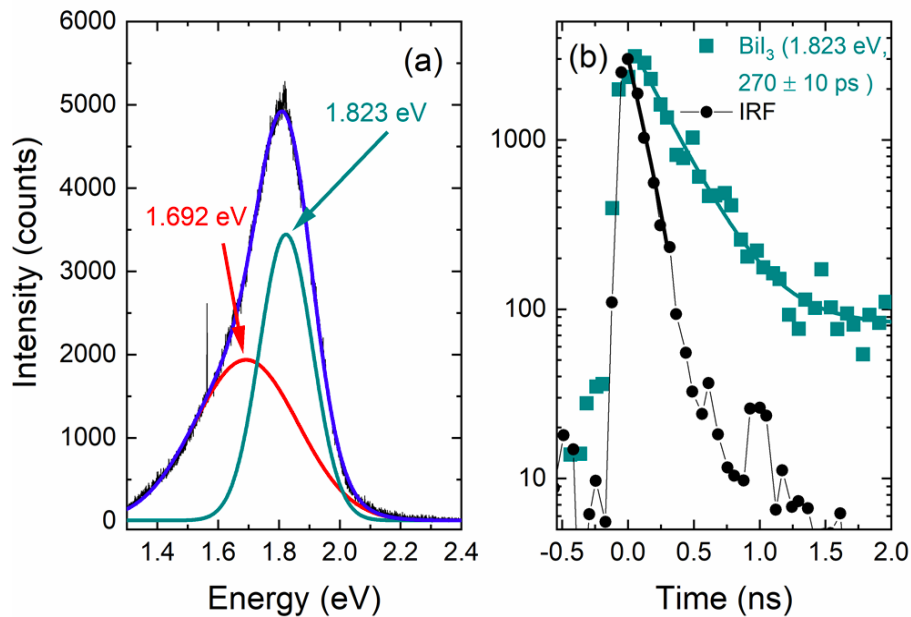 6000
5000
4000
3000
2000
1000
0
Intensity (counts)
(a)
1.823 eV
1.692 eV
1.4 1.6 1.8 2.0 2.2 2.4
Energy (eV)
(b)
BiI₃ (1.823 eV,
270 ± 10 ps )
IRF
1000
100
10
-0.5 0.0 0.5 1.0 1.5 2.0
Time (ns)